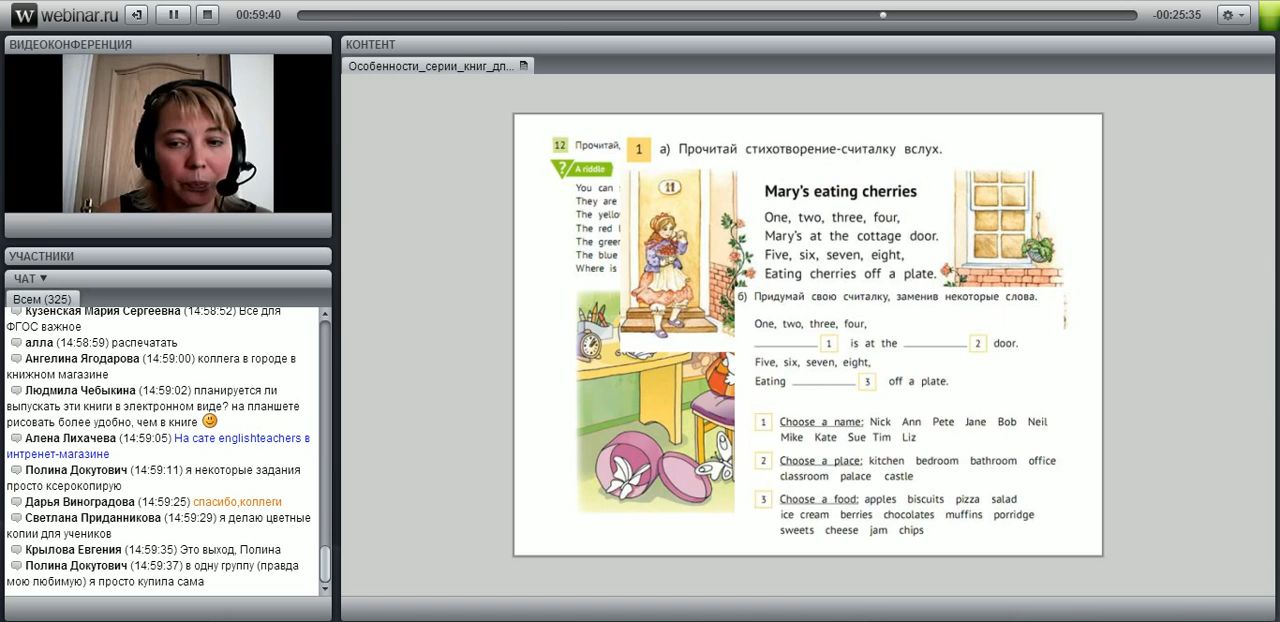 webinar.ru
00:59:40
-00:25:35
ВИДЕОКОНФЕРЕНЦИЯ
УЧАСТНИКИ
ЧАТ ▼
Всем (325)
Кузенская Мария Сергеевна (14:58:52) Все для
ФГОС важное
алла (14:58:59) распечатать
Ангелина Ягодарова (14:59:00) коллега в городе в
книжном магазине
Людмила Чебыкина (14:59:02) планируется ли
выпускать эти книги в электронном виде? на планшете
рисовать более удобно, чем в книге
Алена Лихачева (14:59:05) На сате englishteachers в
интренет-магазине
Полина Докутович (14:59:11) я некоторые задания
просто ксерокопирую
Дарья Виноградова (14:59:25) спасибо,коллеги
Светлана Приданникова (14:59:29) я делаю цветные
копии для учеников
Крылова Евгения (14:59:35) Это выход, Полина
Полина Докутович (14:59:37) в одну группу (правда
мою любимую) я просто купила сама
КОНТЕНТ
Особенности_серии_книг_дл...
12 Прочитай,
? A riddle
You can
They are
The yello
The red
The green
The blue
Where is
1 а) Прочитай стихотворение-считалку вслух.
11
Mary's eating cherries
One, two, three, four,
Mary's at the cottage door.
Five, six, seven, eight,
Eating cherries off a plate.
б) Придумай свою считалку, заменив некоторые слова.
One, two, three, four,
__________ 1 is at the __________ 2 door.
Five, six, seven, eight,
Eating __________ 3 off a plate.
1 Choose a name: Nick Ann Pete Jane Bob Neil
Mike Kate Sue Tim Liz
2 Choose a place: kitchen bedroom bathroom office
classroom palace castle
3 Choose a food: apples biscuits pizza salad
ice cream berries chocolates muffins porridge
sweets cheese jam chips